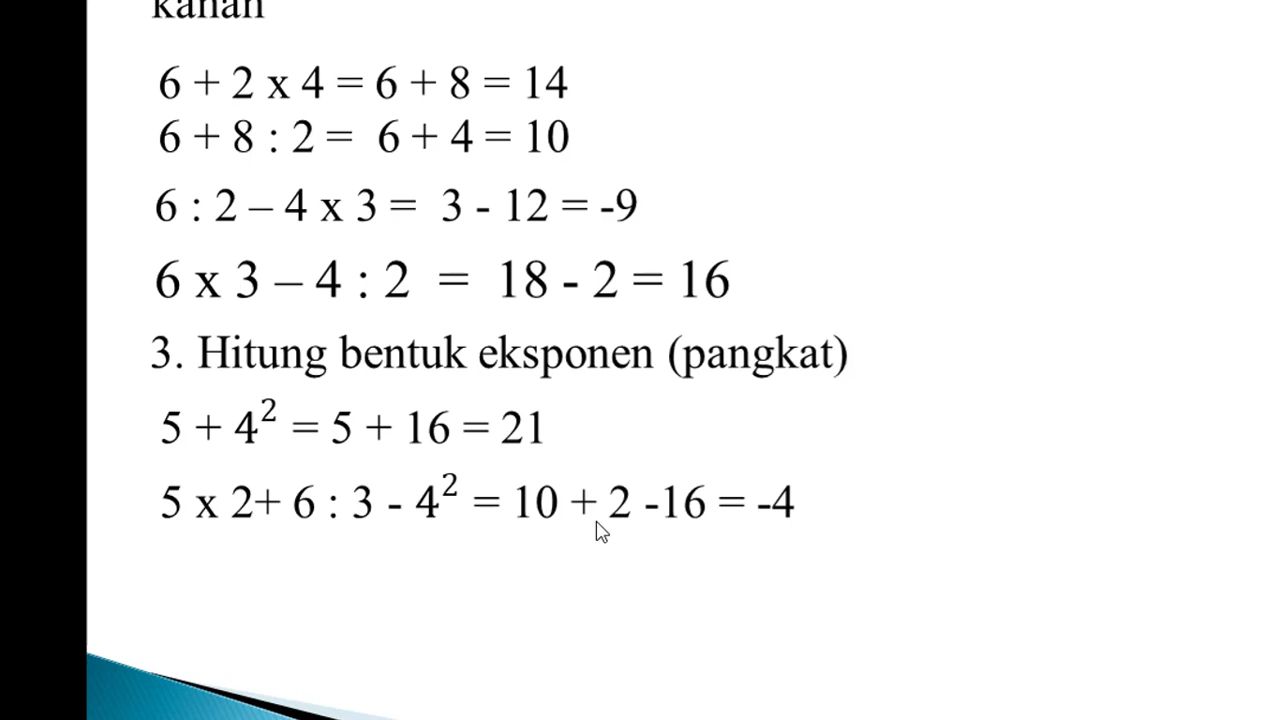 kanan
6 + 2 x 4 = 6 + 8 = 14
6 + 8 : 2 = 6 + 4 = 10
6 : 2 – 4 x 3 = 3 - 12 = -9
6 x 3 – 4 : 2 = 18 - 2 = 16
3. Hitung bentuk eksponen (pangkat)
5 + 4² = 5 + 16 = 21
5 x 2+ 6 : 3 - 4² = 10 + 2 -16 = -4